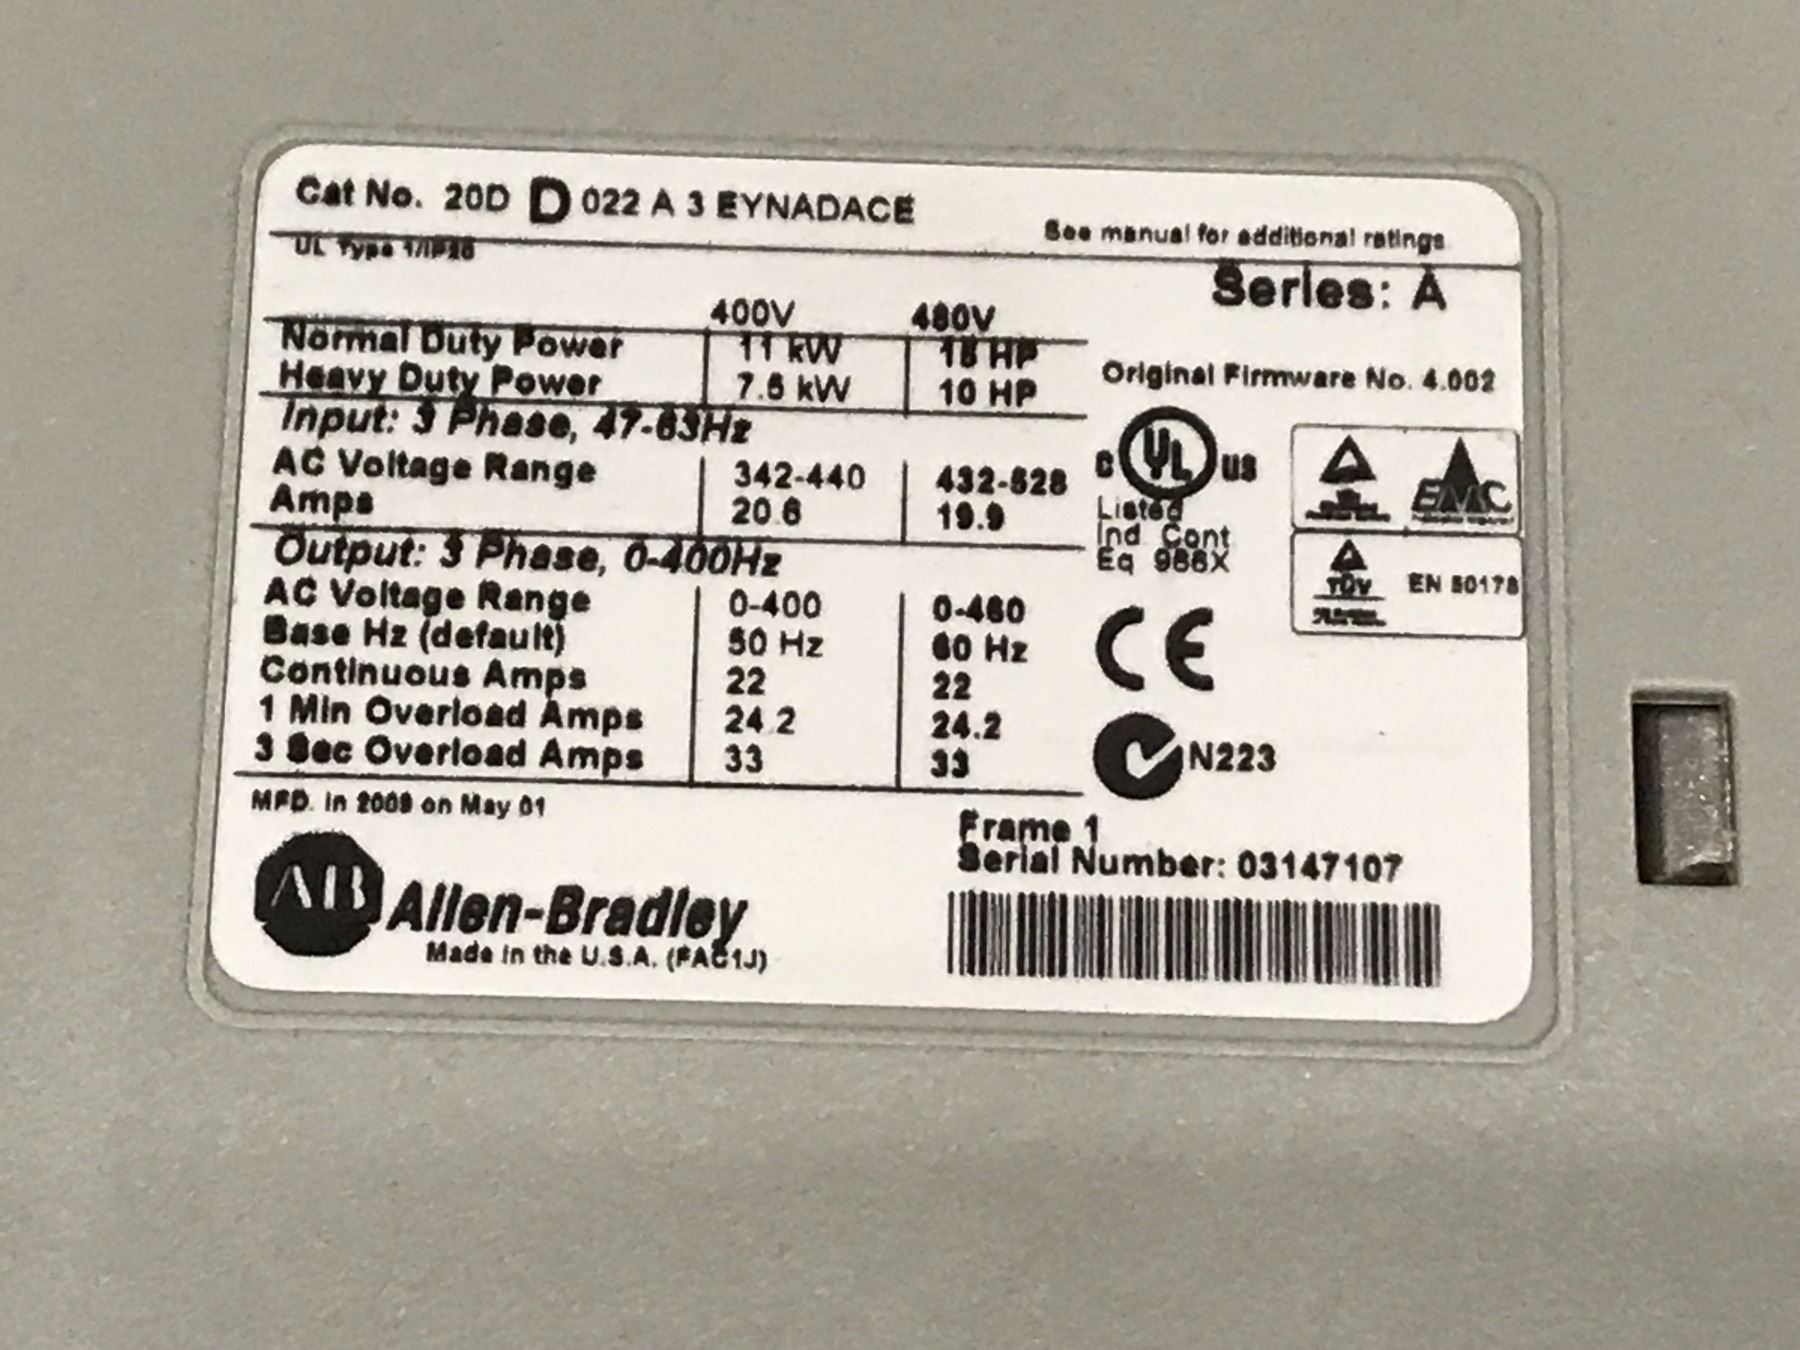 Cat No. 20D D 022 A 3 EYNADACE
See manual for additional ratings
UL Type 1/IP20
Series: A
400V 480V
Normal Duty Power 11 kW 15 HP
Heavy Duty Power 7.5 kW 10 HP
Original Firmware No. 4.002
Input: 3 Phase, 47-63Hz
AC Voltage Range 342-440 432-528
Amps 20.6 19.9
C UL US
Listed
Ind Cont
Eq 966X
EMC
TÜV
EN 50178
Output: 3 Phase, 0-400Hz
AC Voltage Range 0-400 0-460
Base Hz (default) 50 Hz 60 Hz
Continuous Amps 22 22
1 Min Overload Amps 24.2 24.2
3 Sec Overload Amps 33 33
CE
N223
MFD. in 2009 on May 01
Frame 1
Serial Number: 03147107
AB Allen-Bradley
Made in the U.S.A. (FAC1J)